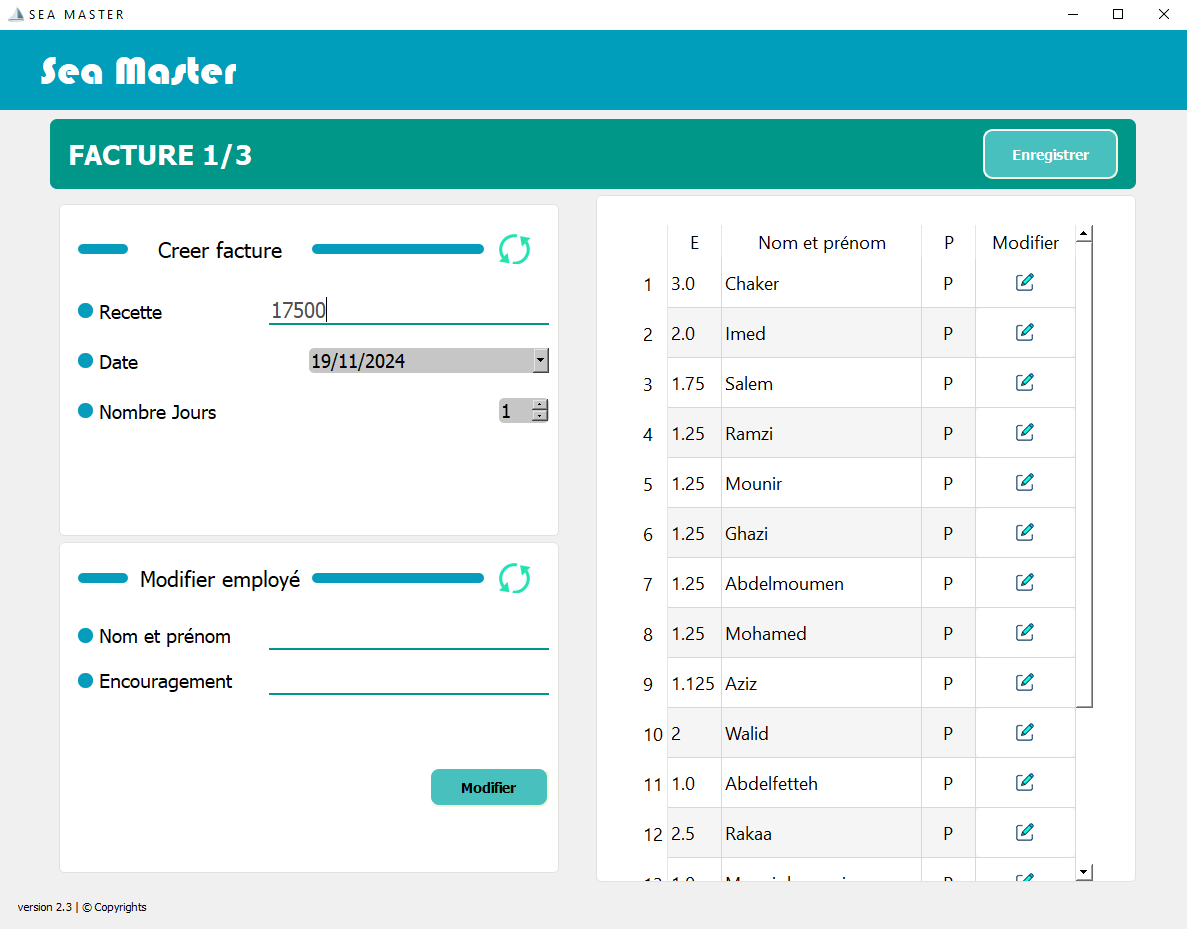 SEA MASTER
Sea Master
FACTURE 1/3
Enregistrer
Creer facture
Recette 17500
Date 19/11/2024
Nombre Jours 1
Modifier employé
Nom et prénom
Encouragement
Modifier
E Nom et prénom P Modifier
1 3.0 Chaker P
2 2.0 Imed P
3 1.75 Salem P
4 1.25 Ramzi P
5 1.25 Mounir P
6 1.25 Ghazi P
7 1.25 Abdelmoumen P
8 1.25 Mohamed P
9 1.125 Aziz P
10 2 Walid P
11 1.0 Abdelfetteh P
12 2.5 Rakaa P
version 2.3 | © Copyrights